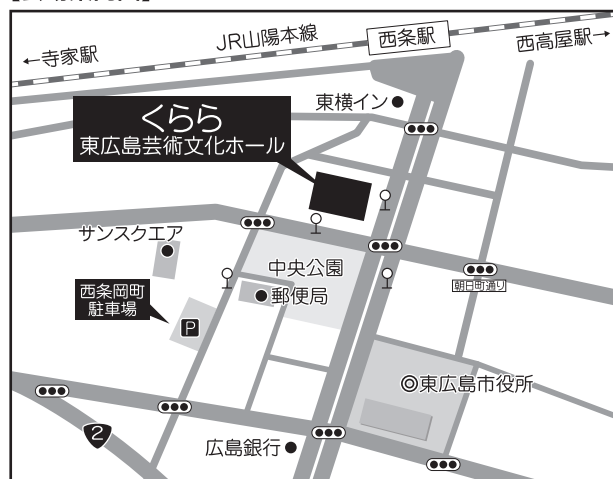 ←寺家駅
JR山陽本線
西条駅
西高屋駅→
東横イン
くらら
東広島芸術文化ホール
サンスクエア
中央公園
西条岡町
駐車場
郵便局
朝日町通り
P
東広島市役所
2
広島銀行